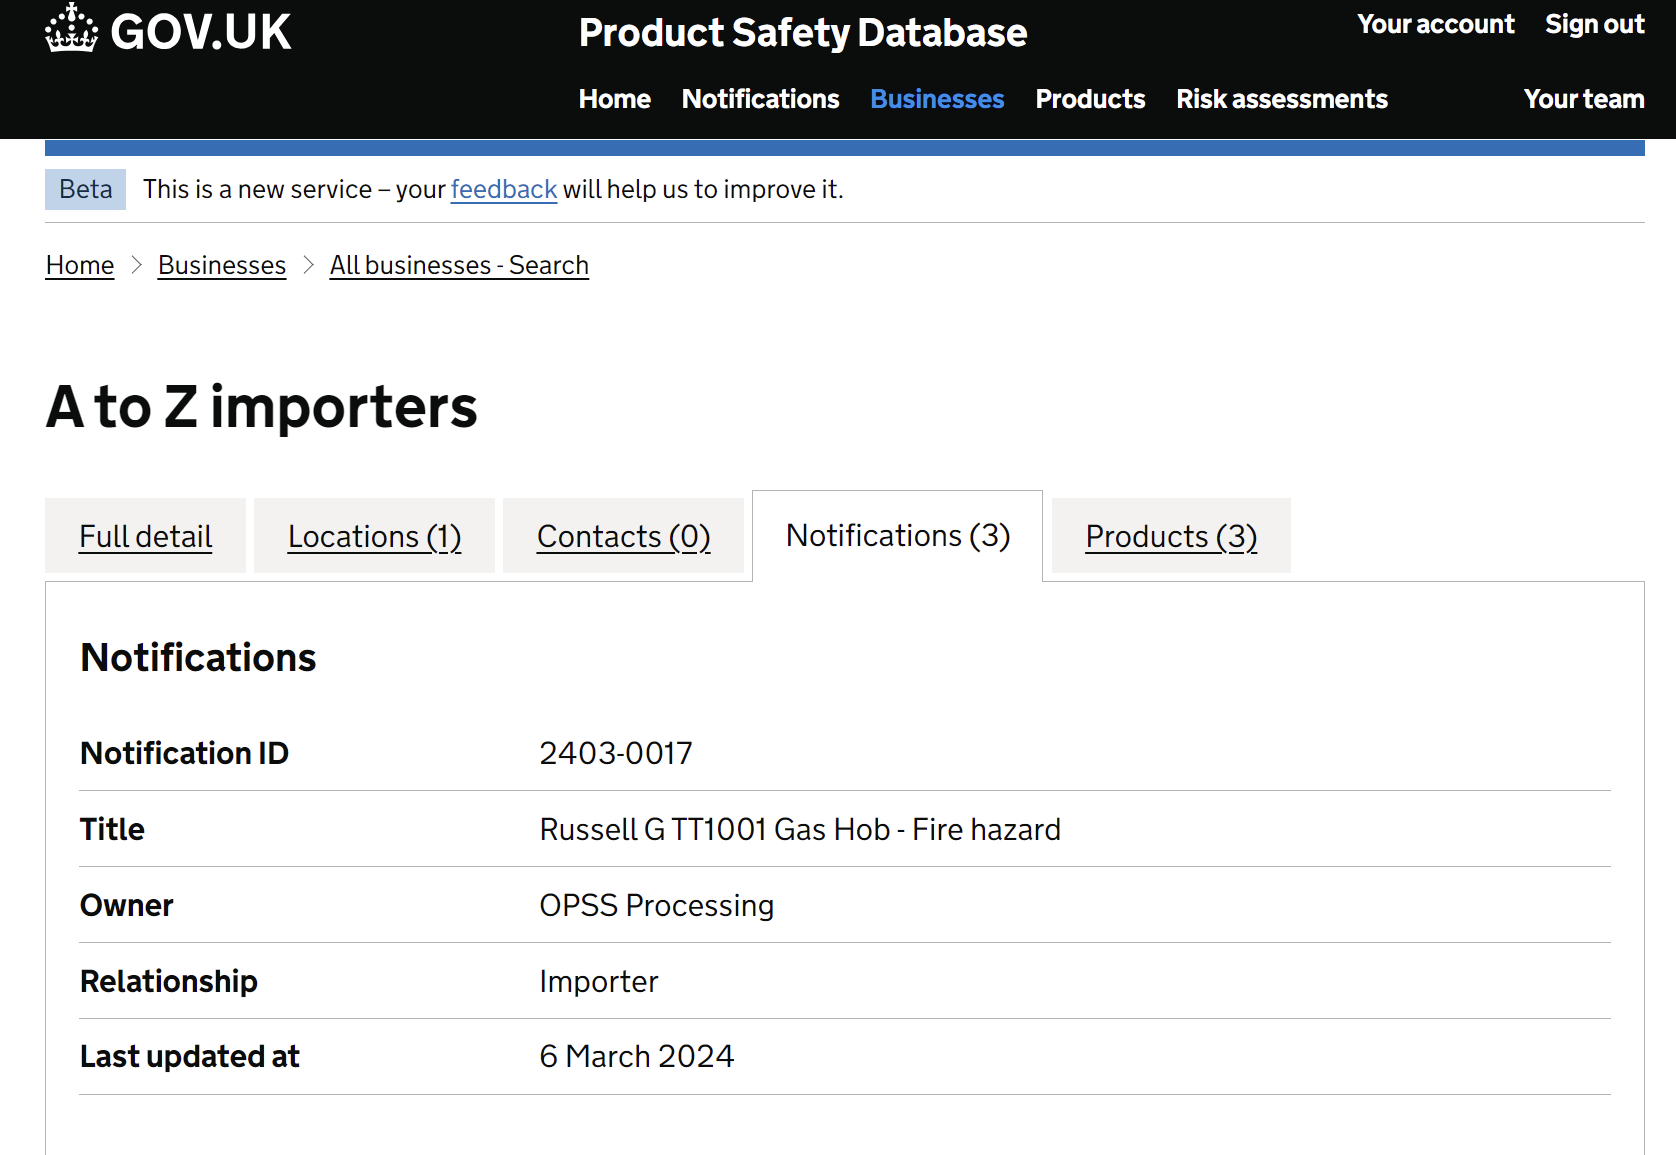 GOV.UK
Product Safety Database
Your account Sign out
Home Notifications Businesses Products Risk assessments Your team
Beta This is a new service – your feedback will help us to improve it.
Home > Businesses > All businesses - Search
A to Z importers
Full detail Locations (1) Contacts (0) Notifications (3) Products (3)
Notifications
Notification ID 2403-0017
Title Russell G TT1001 Gas Hob - Fire hazard
Owner OPSS Processing
Relationship Importer
Last updated at 6 March 2024